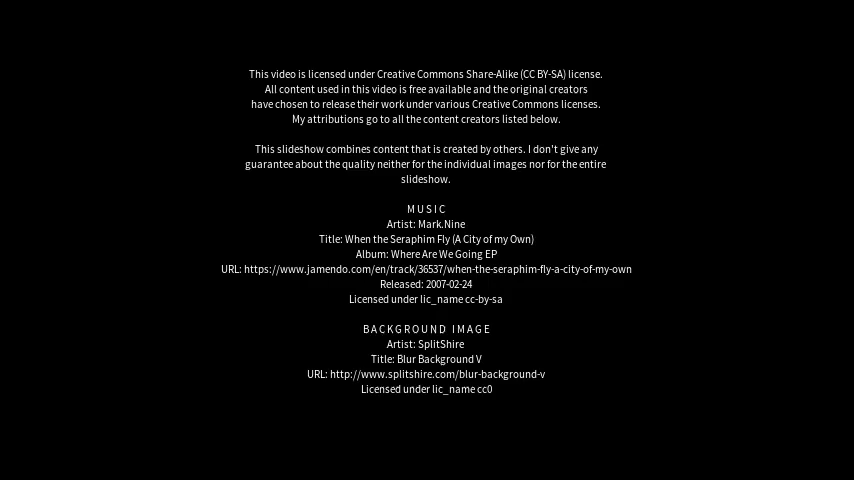 This video is licensed under Creative Commons Share-Alike (CC BY-SA) license.
All content used in this video is free available and the original creators
have chosen to release their work under various Creative Commons licenses.
My attributions go to all the content creators listed below.
This slideshow combines content that is created by others. I don't give any
guarantee about the quality neither for the individual images nor for the entire
slideshow.
MUSIC
Artist: Mark.Nine
Title: When the Seraphim Fly (A City of my Own)
Album: Where Are We Going EP
URL: https://www.jamendo.com/en/track/36537/when-the-seraphim-fly-a-city-of-my-own
Released: 2007-02-24
Licensed under lic_name cc-by-sa
BACKGROUND IMAGE
Artist: SplitShire
Title: Blur Background V
URL: http://www.splitshire.com/blur-background-v
Licensed under lic_name cc0